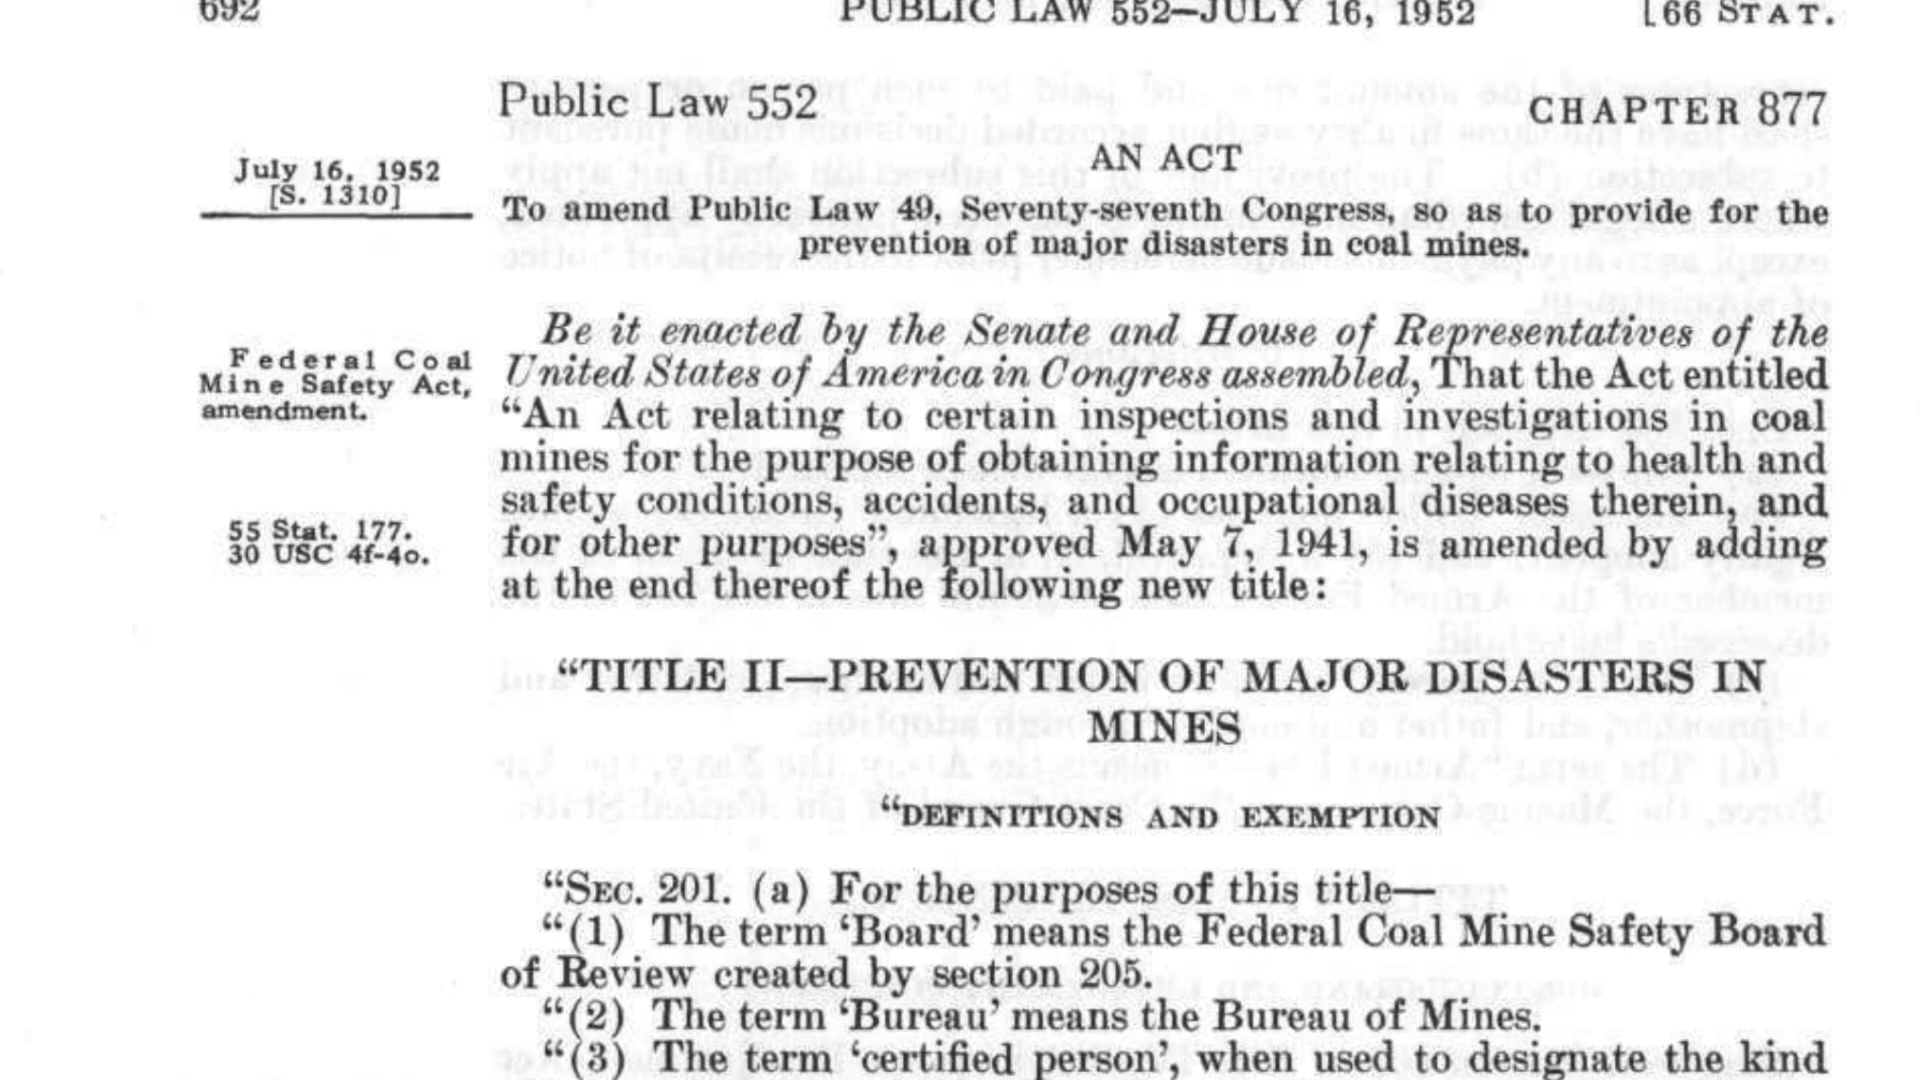 692 PUBLIC LAW 552—JULY 16, 1952 [66 STAT.
Public Law 552 CHAPTER 877
AN ACT
July 16, 1952
[S. 1310]
To amend Public Law 49, Seventy-seventh Congress, so as to provide for the
prevention of major disasters in coal mines.
Be it enacted by the Senate and House of Representatives of the
Federal Coal
Mine Safety Act,
amendment.
United States of America in Congress assembled, That the Act entitled
“An Act relating to certain inspections and investigations in coal
mines for the purpose of obtaining information relating to health and
safety conditions, accidents, and occupational diseases therein, and
55 Stat. 177.
30 USC 4f-4o.
for other purposes”, approved May 7, 1941, is amended by adding
at the end thereof the following new title:
“TITLE II—PREVENTION OF MAJOR DISASTERS IN
MINES
“DEFINITIONS AND EXEMPTION
“SEC. 201. (a) For the purposes of this title—
“(1) The term ‘Board’ means the Federal Coal Mine Safety Board
of Review created by section 205.
“(2) The term ‘Bureau’ means the Bureau of Mines.
“(3) The term ‘certified person’, when used to designate the kind